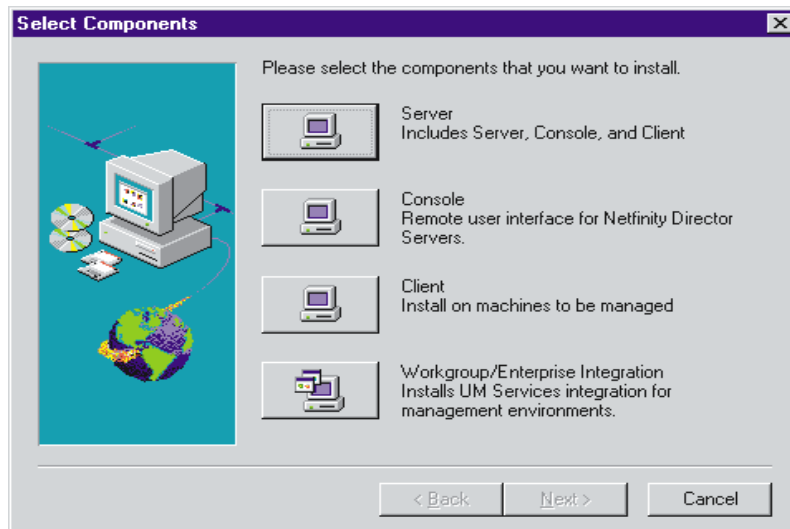 Select Components
Please select the components that you want to install.
Server
Includes Server, Console, and Client
Console
Remote user interface for Netfinity Director
Servers.
Client
Install on machines to be managed
Workgroup/Enterprise Integration
Installs UM Services integration for
management environments.
< Back
Next >
Cancel